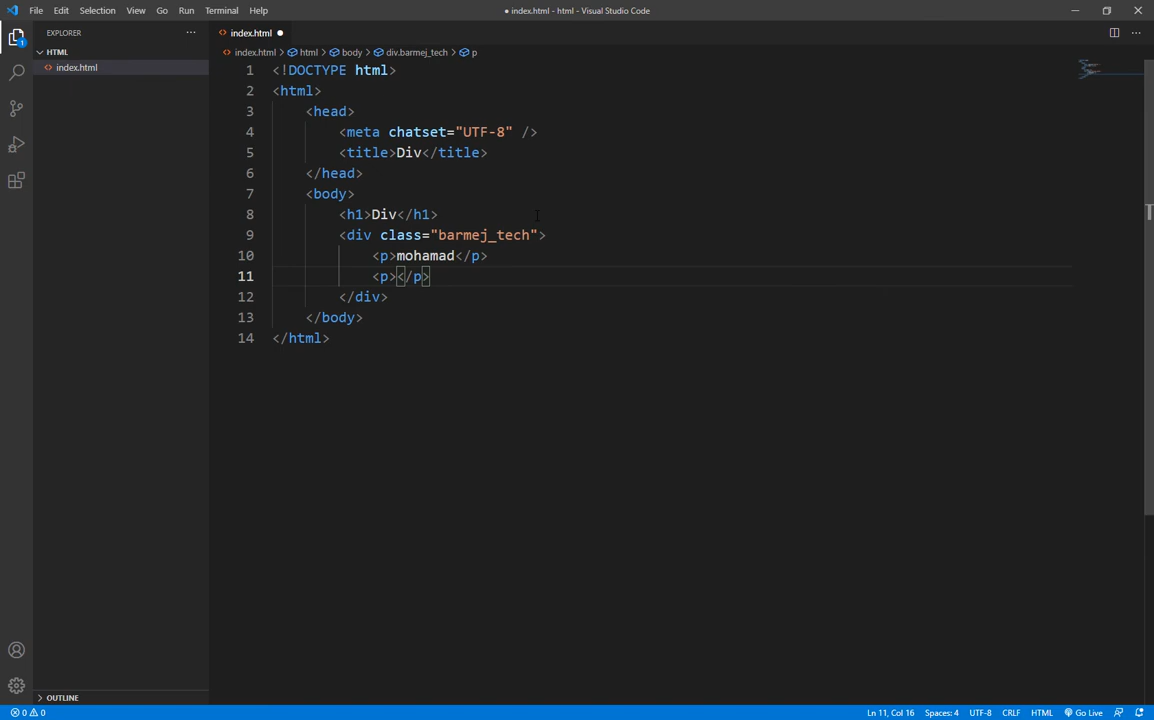 File Edit Selection View Go Run Terminal Help
● index.html - html - Visual Studio Code
EXPLORER ...
HTML
index.html
1
index.html ●
index.html > html > body > div.barmej_tech > p
1 <!DOCTYPE html>
2 <html>
3 <head>
4 <meta chatset="UTF-8" />
5 <title>Div</title>
6 </head>
7 <body>
8 <h1>Div</h1>
9 <div class="barmej_tech">
10 <p>mohamad</p>
11 <p></p>
12 </div>
13 </body>
14 </html>
OUTLINE
0 0
Ln 11, Col 16 Spaces: 4 UTF-8 CRLF HTML Go Live